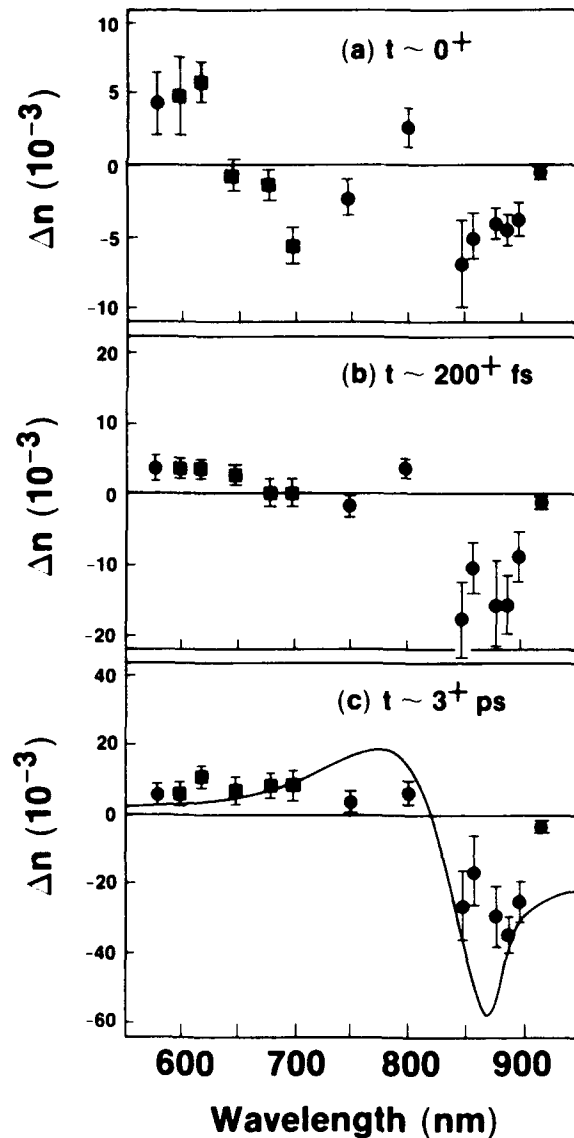 10
(a) t ~ 0+
5
0
-5
-10
Δn (10-3)
20
(b) t ~ 200+ fs
10
0
-10
-20
Δn (10-3)
40
(c) t ~ 3+ ps
20
0
-20
-40
-60
Δn (10-3)
600 700 800 900
Wavelength (nm)